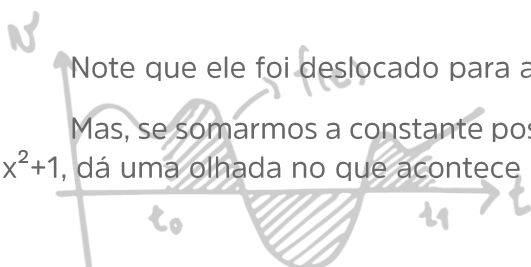 Note que ele foi deslocado para a
Mas, se somarmos a constante pos
x²+1, dá uma olhada no que acontece
t₀
t₁
t